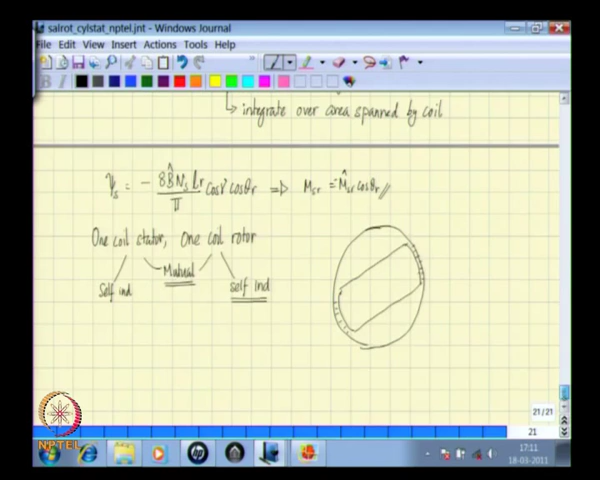 sairot_cylstat_nptel.jnt - Windows Journal
File Edit View Insert Actions Tools Help
B I
↳ integrate over area spanned by coil
ψs = - 8B̂NsLr/π cosγ cosθr ⇒ Msr = -M̂sr cosθr //
One coil stator, One coil rotor
Mutual
self ind self ind
21/21
21
NPTEL
17:11
18-03-2011